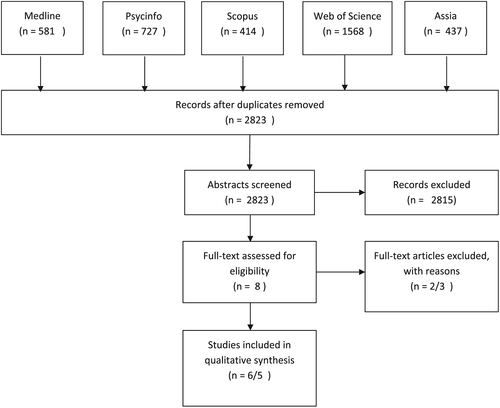 Medline
(n = 581 )
Psycinfo
(n = 727 )
Scopus
(n = 414 )
Web of Science
(n = 1568 )
Assia
(n = 437)
Records after duplicates removed
(n = 2823 )
Abstracts screened
(n = 2823 )
Records excluded
(n = 2815)
Full-text assessed for
eligibility
(n = 8 )
Full-text articles excluded,
with reasons
(n = 2/3 )
Studies included in
qualitative synthesis
(n = 6/5 )